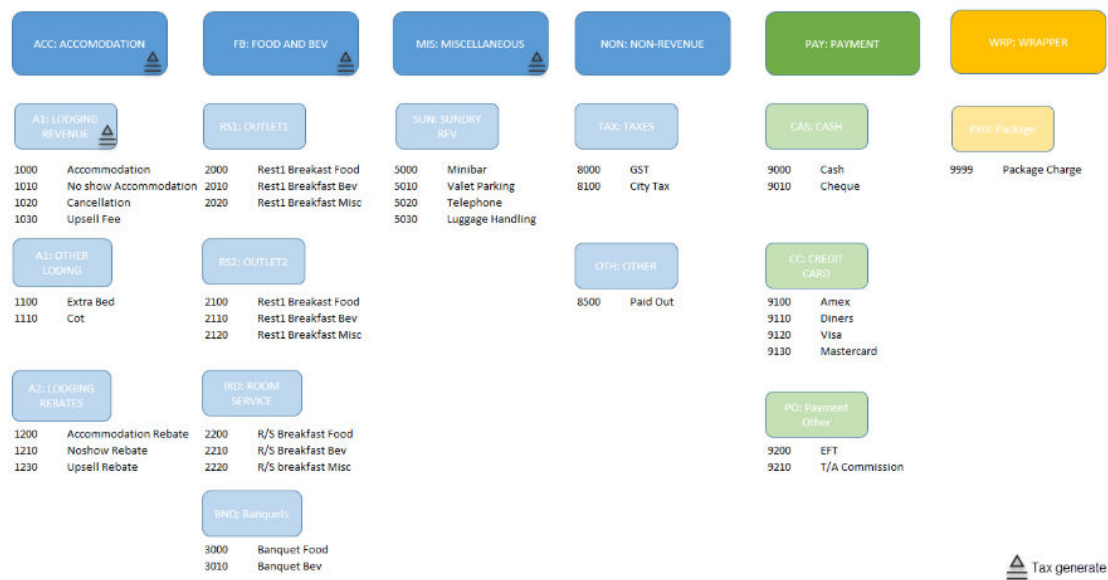 ACC: ACCOMODATION
FB: FOOD AND BEV
MIS: MISCELLANEOUS
NON: NON-REVENUE
PAY: PAYMENT
WRP: WRAPPER
A1: LODGING
REVENUE
1000 Accommodation
1010 No show Accommodation
1020 Cancellation
1030 Upsell Fee
RS1: OUTLET1
2000 Rest1 Breakast Food
2010 Rest1 Breakfast Bev
2020 Rest1 Breakfast Misc
SUN: SUNDRY
REV
5000 Minibar
5010 Valet Parking
5020 Telephone
5030 Luggage Handling
TAX: TAXES
8000 GST
8100 City Tax
CAS: CASH
9000 Cash
9010 Cheque
PKG: Package
9999 Package Charge
A1: OTHER
LODING
1100 Extra Bed
1110 Cot
RS2: OUTLET2
2100 Rest1 Breakast Food
2110 Rest1 Breakfast Bev
2120 Rest1 Breakfast Misc
OTH: OTHER
8500 Paid Out
CC: CREDIT
CARD
9100 Amex
9110 Diners
9120 Visa
9130 Mastercard
A2: LODGING
REBATES
1200 Accommodation Rebate
1210 Noshow Rebate
1230 Upsell Rebate
IRD: ROOM
SERVICE
2200 R/S Breakfast Food
2210 R/S Breakfast Bev
2220 R/S breakfast Misc
PO: Payment
Other
9200 EFT
9210 T/A Commission
BNQ: Banquets
3000 Banquet Food
3010 Banquet Bev
Tax generate